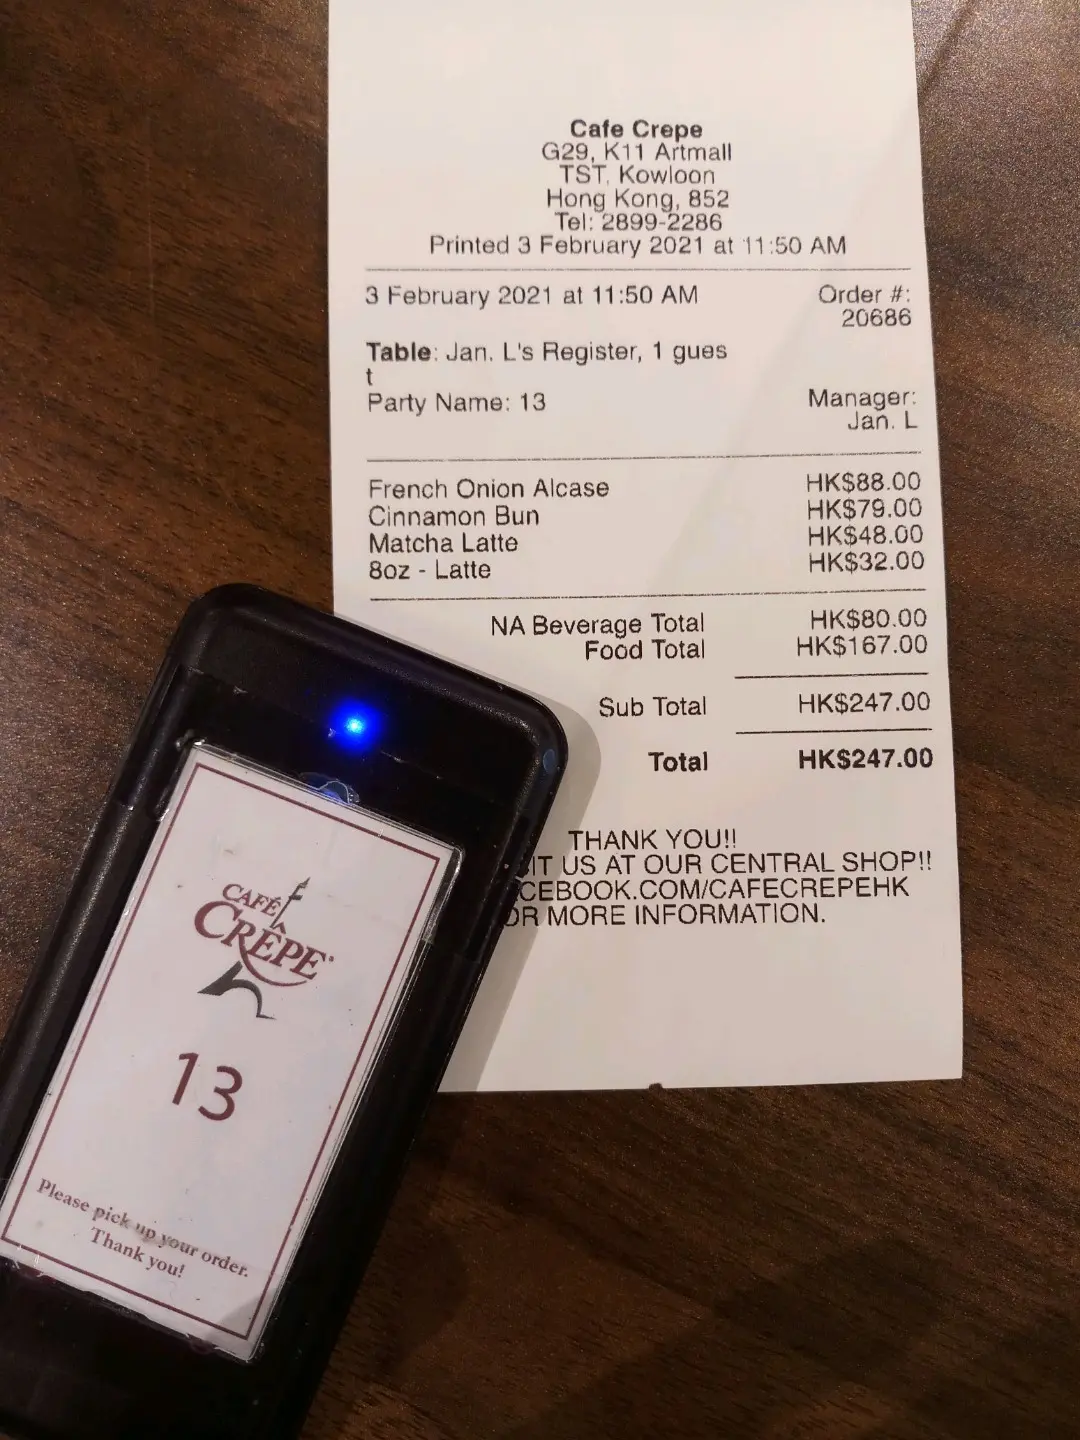 Cafe Crepe
G29, K11 Artmall
TST, Kowloon
Hong Kong, 852
Tel: 2899-2286
Printed 3 February 2021 at 11:50 AM
3 February 2021 at 11:50 AM Order #:
20686
Table: Jan. L's Register, 1 gues
t
Party Name: 13 Manager:
Jan. L
French Onion Alcase HK$88.00
Cinnamon Bun HK$79.00
Matcha Latte HK$48.00
8oz - Latte HK$32.00
NA Beverage Total HK$80.00
Food Total HK$167.00
Sub Total HK$247.00
Total HK$247.00
THANK YOU!!
US AT OUR CENTRAL SHOP!!
CEBOOK.COM/CAFECREPEHK
MORE INFORMATION.
CAFÉ
CRÊPE
13
Please pick up your order.
Thank you!